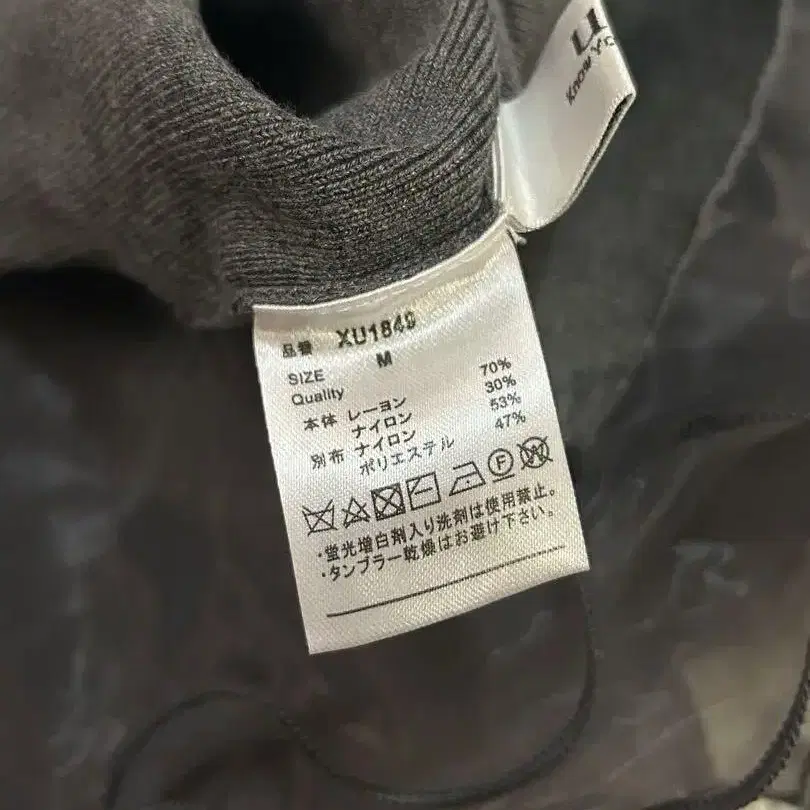 Know Y
品番 XU1849
SIZE M
Quality
本体 レーヨン 70%
ナイロン 30%
別布 ナイロン 53%
ポリエステル 47%
・蛍光増白剤入り洗剤は使用禁止。
・タンブラー乾燥はお避け下さい。